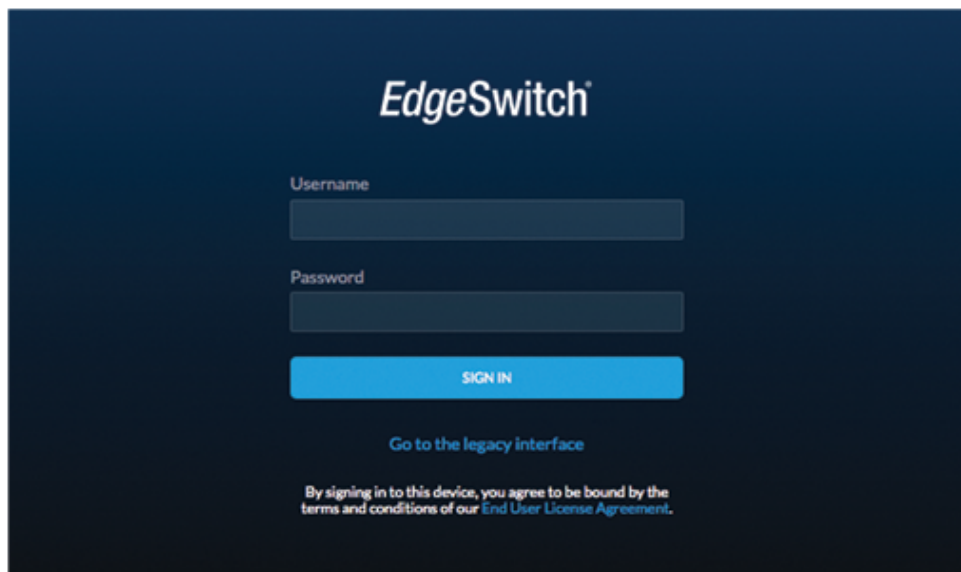 EdgeSwitch®
Username
Password
SIGN IN
Go to the legacy interface
By signing in to this device, you agree to be bound by the
terms and conditions of our End User License Agreement.